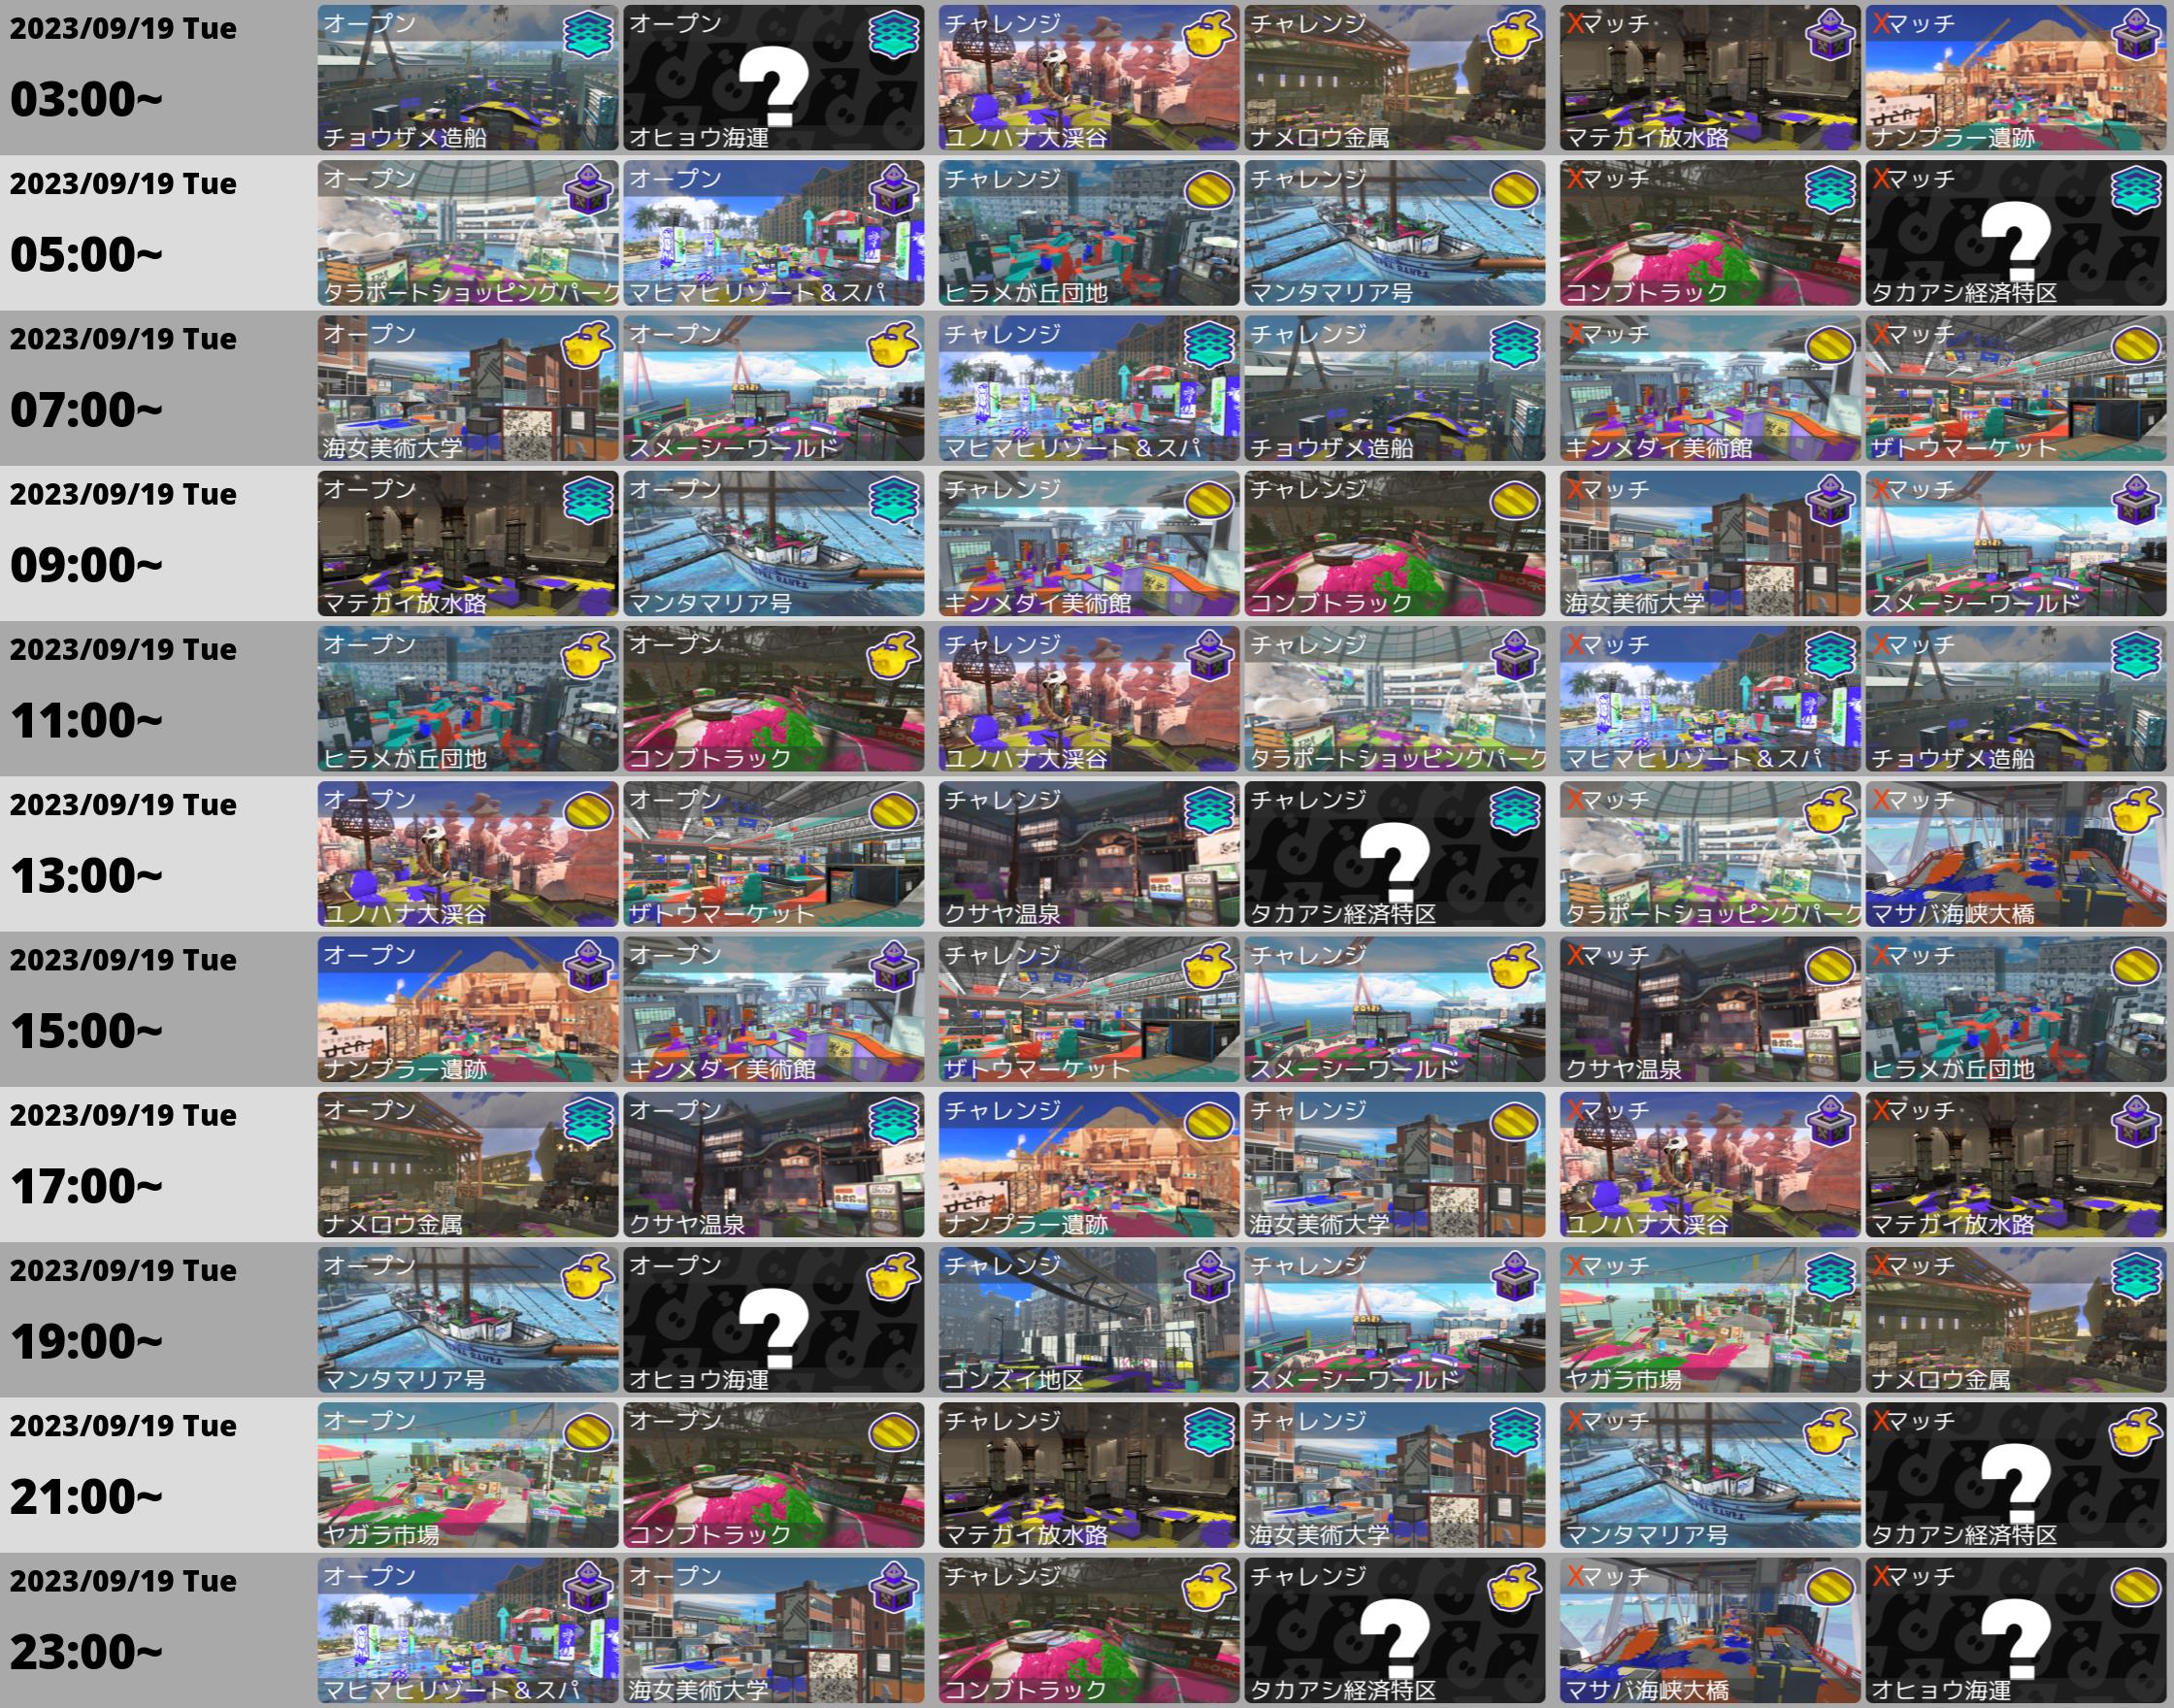 2023/09/19 Tue
03:00~
オープン オープン チャレンジ チャレンジ Xマッチ Xマッチ
チョウザメ造船 オヒョウ海運 ユノハナ大渓谷 ナメロウ金属 マテガイ放水路 ナンプラー遺跡
2023/09/19 Tue
05:00~
オープン オープン チャレンジ チャレンジ Xマッチ Xマッチ
タラポートショッピングパーク マヒマヒリゾート&スパ ヒラメが丘団地 マンタマリア号 コンブトラック タカアシ経済特区
2023/09/19 Tue
07:00~
オープン オープン チャレンジ チャレンジ Xマッチ Xマッチ
海女美術大学 スメーシーワールド マヒマヒリゾート&スパ チョウザメ造船 キンメダイ美術館 ザトウマーケット
2023/09/19 Tue
09:00~
オープン オープン チャレンジ チャレンジ Xマッチ Xマッチ
マテガイ放水路 マンタマリア号 キンメダイ美術館 コンブトラック 海女美術大学 スメーシーワールド
2023/09/19 Tue
11:00~
オープン オープン チャレンジ チャレンジ Xマッチ Xマッチ
ヒラメが丘団地 コンブトラック ユノハナ大渓谷 タラポートショッピングパーク マヒマヒリゾート&スパ チョウザメ造船
2023/09/19 Tue
13:00~
オープン オープン チャレンジ チャレンジ Xマッチ Xマッチ
ユノハナ大渓谷 ザトウマーケット クサヤ温泉 タカアシ経済特区 タラポートショッピングパーク マサバ海峡大橋
2023/09/19 Tue
15:00~
オープン オープン チャレンジ チャレンジ Xマッチ Xマッチ
ナンプラー遺跡 キンメダイ美術館 ザトウマーケット スメーシーワールド クサヤ温泉 ヒラメが丘団地
2023/09/19 Tue
17:00~
オープン オープン チャレンジ チャレンジ Xマッチ Xマッチ
ナメロウ金属 クサヤ温泉 ナンプラー遺跡 海女美術大学 ユノハナ大渓谷 マテガイ放水路
2023/09/19 Tue
19:00~
オープン オープン チャレンジ チャレンジ Xマッチ Xマッチ
マンタマリア号 オヒョウ海運 ゴンズイ地区 スメーシーワールド ヤガラ市場 ナメロウ金属
2023/09/19 Tue
21:00~
オープン オープン チャレンジ チャレンジ Xマッチ Xマッチ
ヤガラ市場 コンブトラック マテガイ放水路 海女美術大学 マンタマリア号 タカアシ経済特区
2023/09/19 Tue
23:00~
オープン オープン チャレンジ チャレンジ Xマッチ Xマッチ
マヒマヒリゾート&スパ 海女美術大学 コンブトラック タカアシ経済特区 マサバ海峡大橋 オヒョウ海運